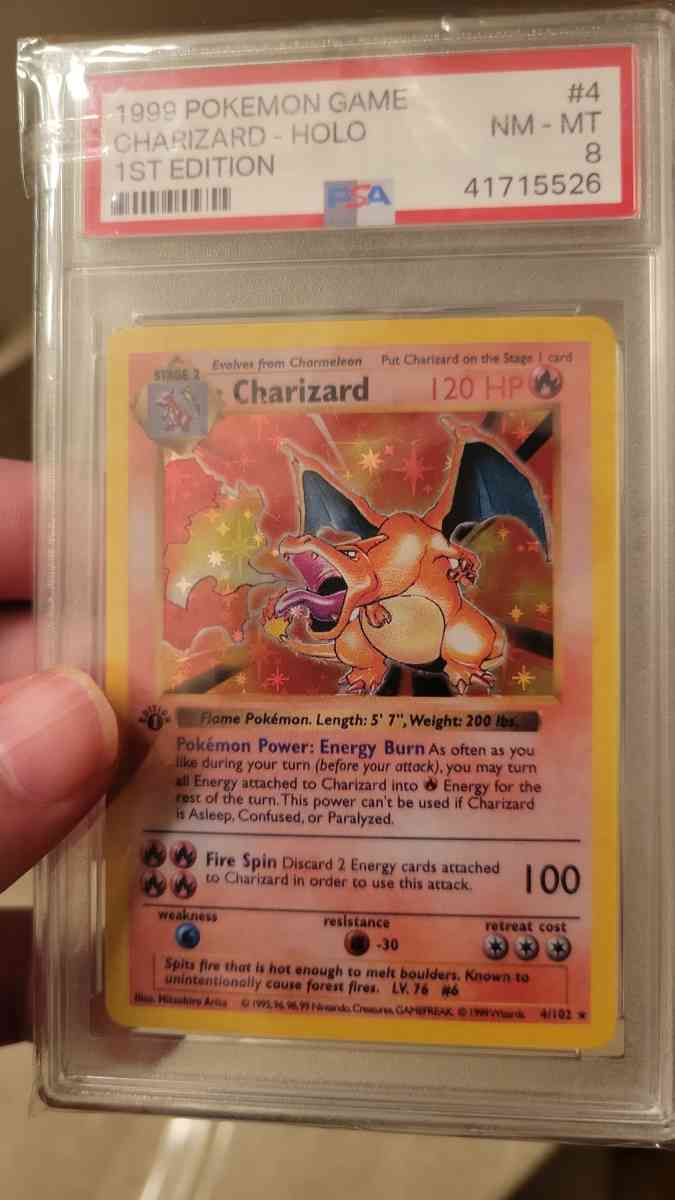 1999 POKEMON GAME #4
CHARIZARD - HOLO NM - MT
1ST EDITION 8
PSA 41715526
Evolves from Charmeleon Put Charizard on the Stage 1 card
STAGE 2
Charizard 120 HP
EDITION 1
Flame Pokémon. Length: 5' 7", Weight: 200 lbs.
Pokémon Power: Energy Burn As often as you
like during your turn (before your attack), you may turn
all Energy attached to Charizard into Energy for the
rest of the turn. This power can't be used if Charizard
is Asleep, Confused, or Paralyzed.
Fire Spin Discard 2 Energy cards attached
to Charizard in order to use this attack. 100
weakness resistance retreat cost
-30
Spits fire that is hot enough to melt boulders. Known to
unintentionally cause forest fires. LV. 76 #6
Illus. Mitsuhiro Arita © 1995, 96, 98, 99 Nintendo, Creatures, GAMEFREAK. © 1999 Wizards. 4/102 ★